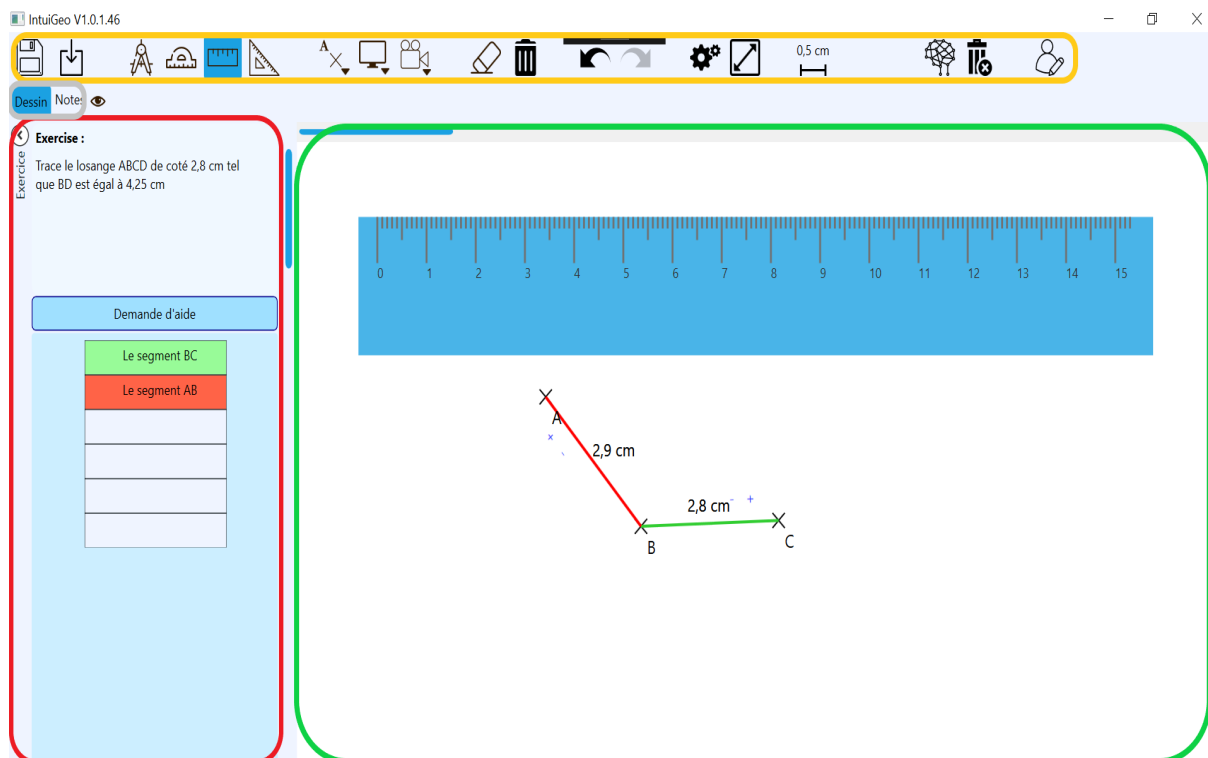 IntuiGeo V1.0.1.46
A
0,5 cm
Dessin Notes
Exercice
Exercise :
Trace le losange ABCD de coté 2,8 cm tel
que BD est égal à 4,25 cm
Demande d'aide
Le segment BC
Le segment AB
0 1 2 3 4 5 6 7 8 9 10 11 12 13 14 15
A
2,9 cm
2,8 cm
B
C